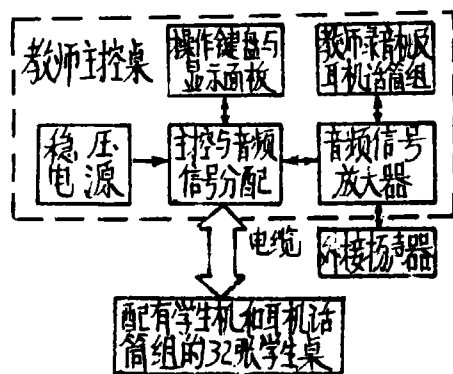 教师主控桌
操作键盘与
显示面板
教师录音机及
耳机话筒组
稳压
电源
主控与音频
信号分配
音频信号
放大器
电缆
外接扬声器
配有学生机和耳机话
筒组的32张学生桌